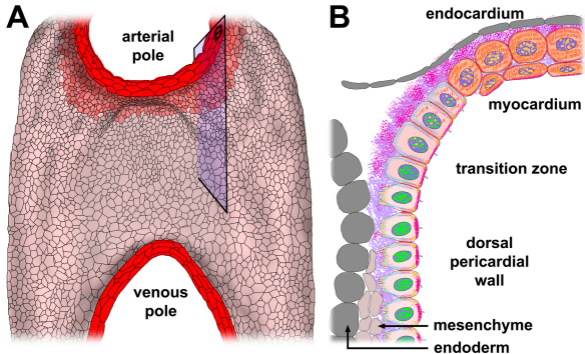 A
arterial
pole
venous
pole
B
endocardium
myocardium
transition zone
dorsal
pericardial
wall
mesenchyme
endoderm